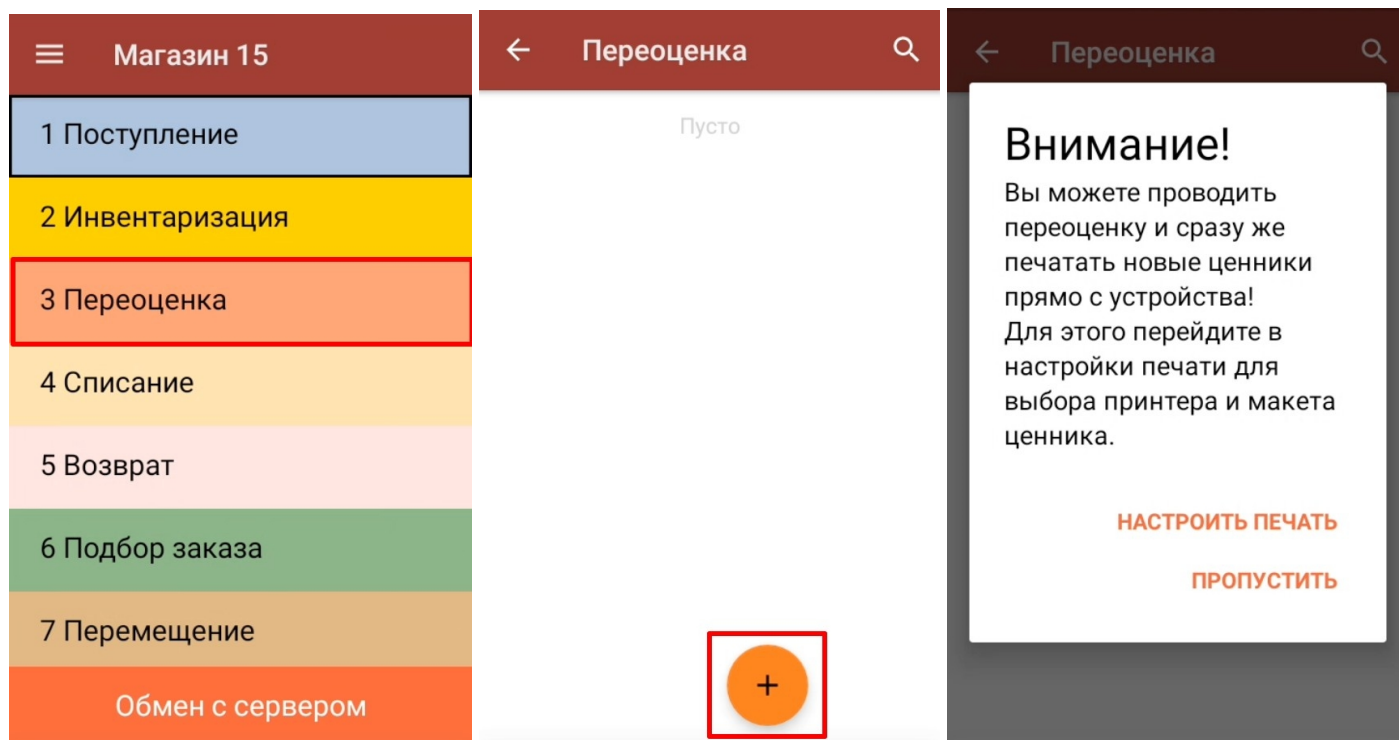 Магазин 15
1 Поступление
2 Инвентаризация
3 Переоценка
4 Списание
5 Возврат
6 Подбор заказа
7 Перемещение
Обмен с сервером
Переоценка
Пусто
+
Переоценка
Внимание!
Вы можете проводить
переоценку и сразу же
печатать новые ценники
прямо с устройства!
Для этого перейдите в
настройки печати для
выбора принтера и макета
ценника.
НАСТРОИТЬ ПЕЧАТЬ
ПРОПУСТИТЬ